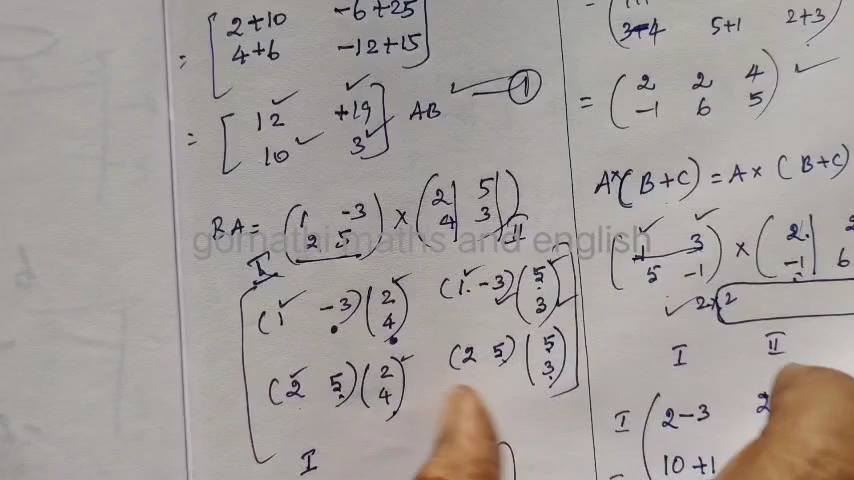 = [ 2+10 -6+25
4+6 -12+15 ]
= [ 12 +19
10 3 ] AB ①
BA = ( 1 -3
2 5 ) × ( 2 5
4 3 )
I II
(1 -3) ( 2
4 ) (1 -3) ( 5
3 )
(2 5) ( 2
4 ) (2 5) ( 5
3 )
I
3+4 5+1 2+3 )
= ( 2 2 4
-1 6 5 )
A×(B+C) = A×(B+C)
( 1 3
5 -1 ) × ( 2
-1 6
2×2
I II
I ( 2-3 2
10+1
gomathi maths and english